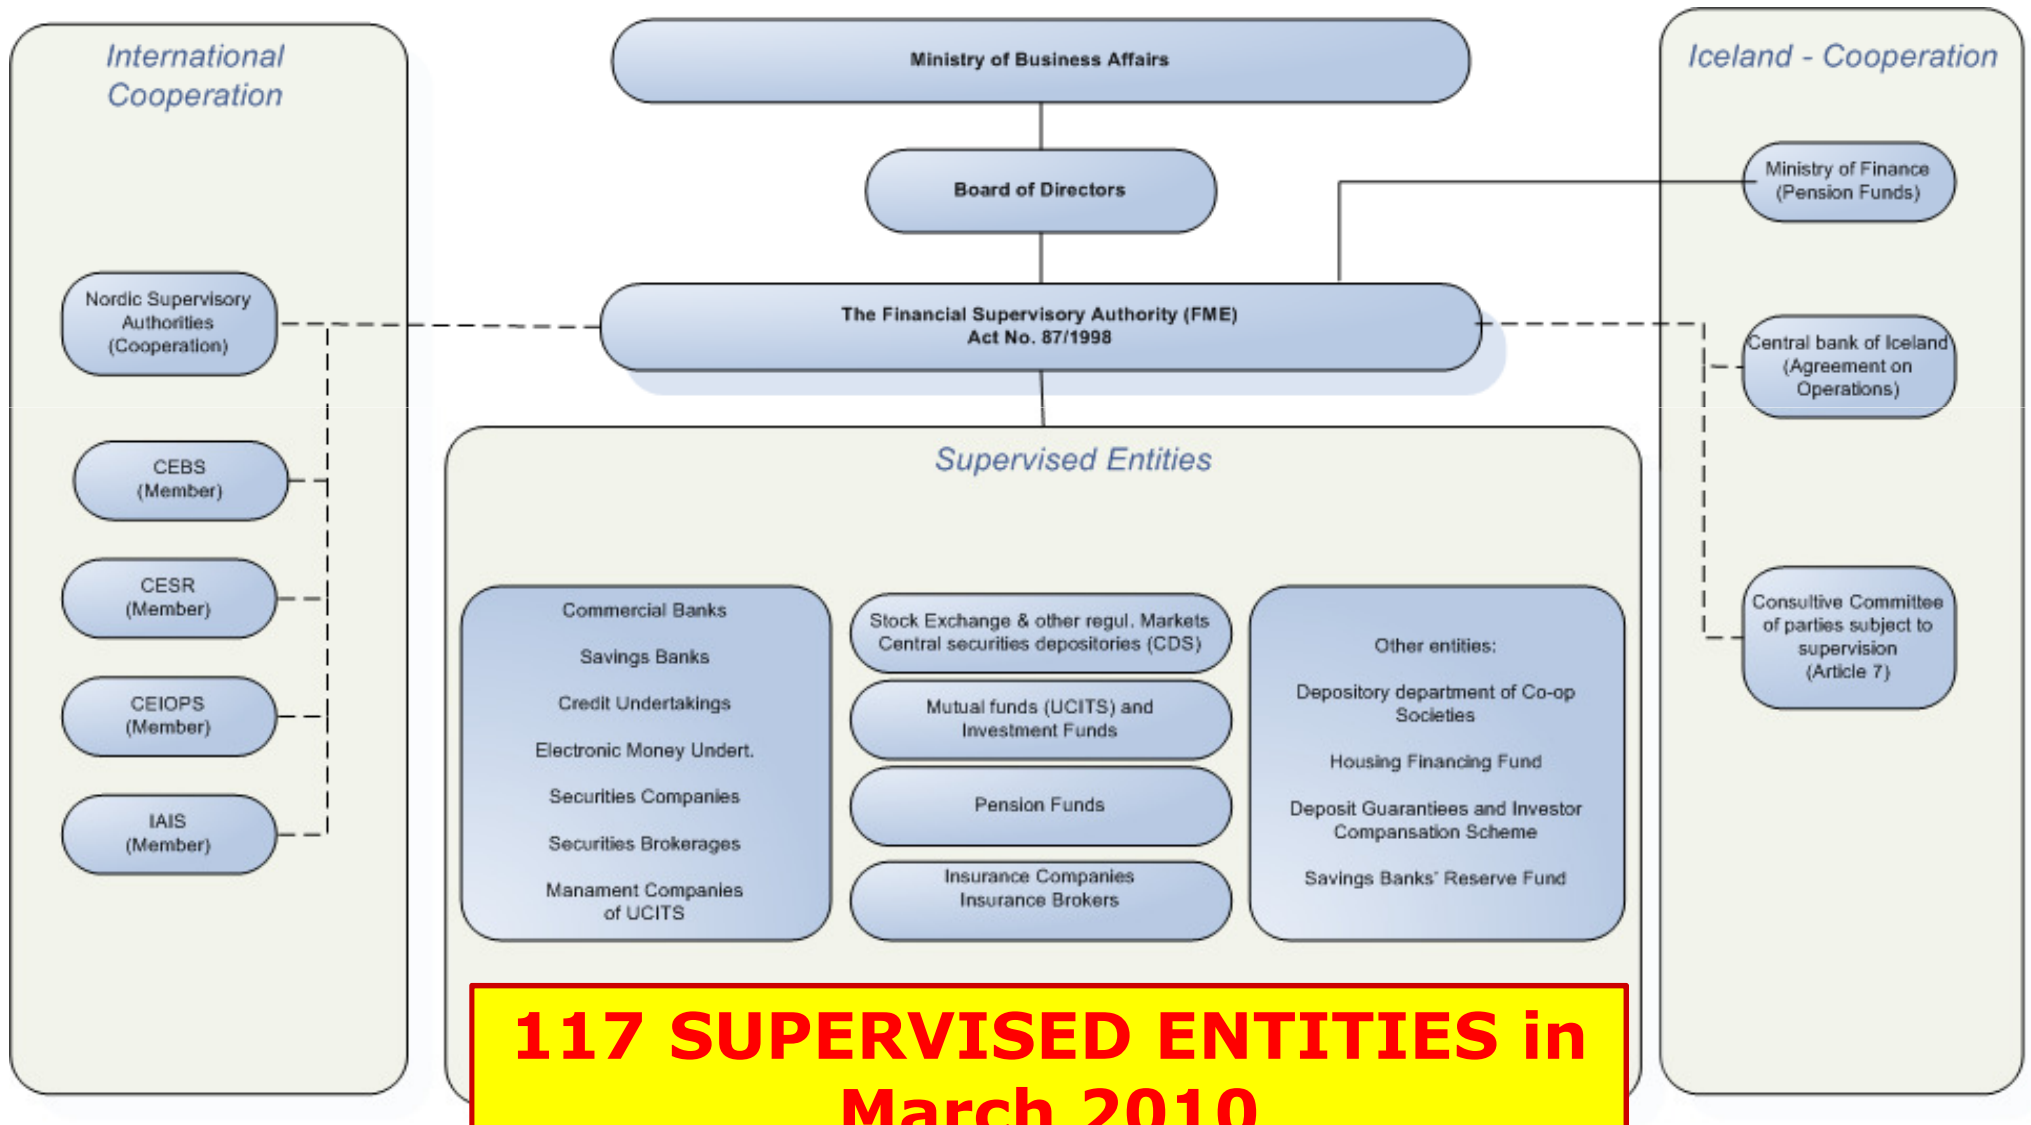 International
Cooperation
Nordic Supervisory
Authorities
(Cooperation)
CEBS
(Member)
CESR
(Member)
CEIOPS
(Member)
IAIS
(Member)
Ministry of Business Affairs
Board of Directors
The Financial Supervisory Authority (FME)
Act No. 87/1998
Supervised Entities
Commercial Banks
Savings Banks
Credit Undertakings
Electronic Money Undert.
Securities Companies
Securities Brokerages
Manament Companies
of UCITS
Stock Exchange & other regul. Markets
Central securities depositories (CDS)
Mutual funds (UCITS) and
Investment Funds
Pension Funds
Insurance Companies
Insurance Brokers
Other entities:
Depository department of Co-op
Societies
Housing Financing Fund
Deposit Guarantiees and Investor
Compansation Scheme
Savings Banks' Reserve Fund
117 SUPERVISED ENTITIES in
March 2010
Iceland - Cooperation
Ministry of Finance
(Pension Funds)
Central bank of Iceland
(Agreement on
Operations)
Consultive Committee
of parties subject to
supervision
(Article 7)